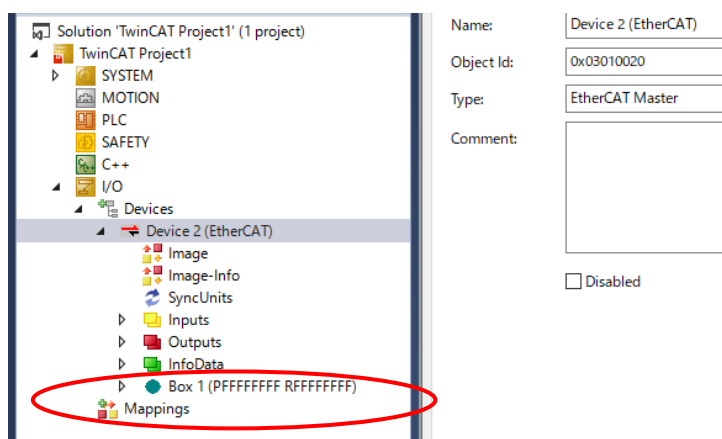 Solution 'TwinCAT Project1' (1 project)
TwinCAT Project1
SYSTEM
MOTION
PLC
SAFETY
C++
I/O
Devices
Device 2 (EtherCAT)
Image
Image-Info
SyncUnits
Inputs
Outputs
InfoData
Box 1 (PFFFFFFFF RFFFFFFFF)
Mappings
Name: Device 2 (EtherCAT)
Object Id: 0x03010020
Type: EtherCAT Master
Comment:
Disabled